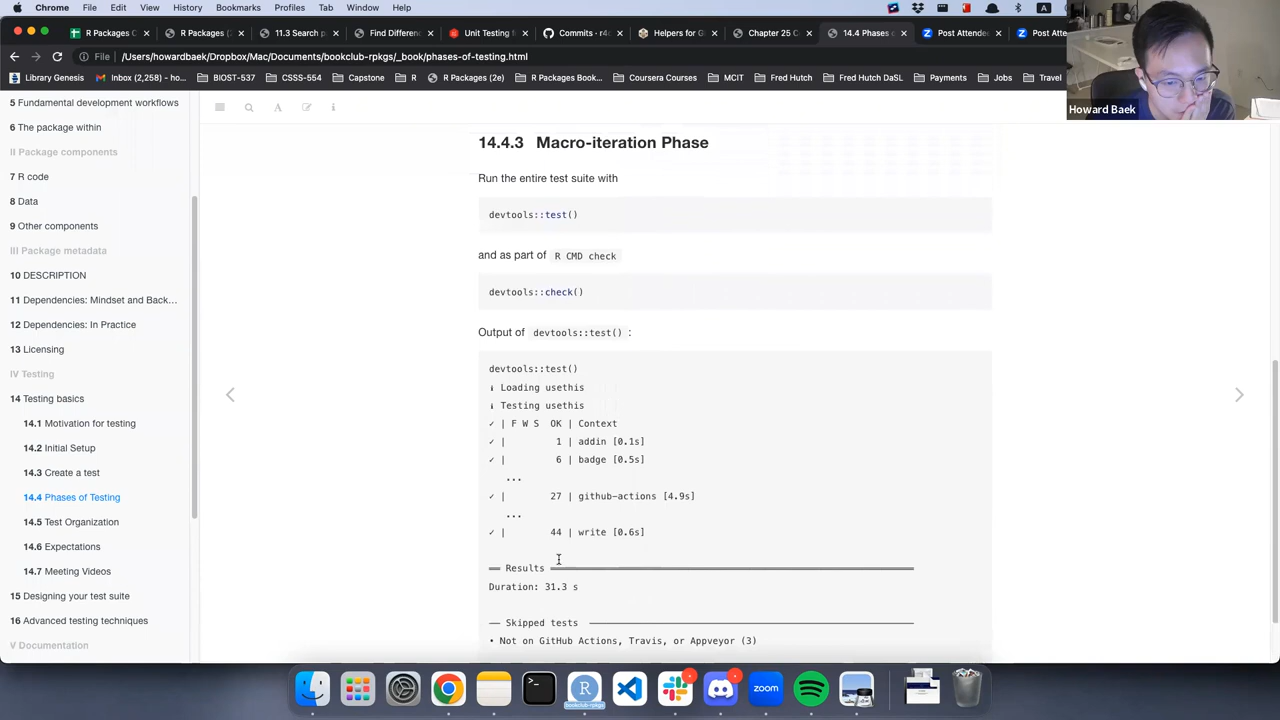 Chrome File Edit View History Bookmarks Profiles Tab Window Help
R Packages C
R Packages (
11.3 Search p
Find Differenc
Unit Testing f
Commits · r4d
Helpers for G
Chapter 25 C
14.4 Phases o
Post Attende
Post Atte
File /Users/howardbaek/Dropbox/Mac/Documents/bookclub-rpkgs/_book/phases-of-testing.html
Library Genesis
Inbox (2,258) - ho...
BIOST-537
CSSS-554
Capstone
R
R Packages (2e)
R Packages Book...
Coursera Courses
MCIT
Fred Hutch
Fred Hutch DaSL
Payments
Jobs
Travel
Howard Baek
5 Fundamental development workflows
6 The package within
II Package components
7 R code
8 Data
9 Other components
III Package metadata
10 DESCRIPTION
11 Dependencies: Mindset and Back...
12 Dependencies: In Practice
13 Licensing
IV Testing
14 Testing basics
14.1 Motivation for testing
14.2 Initial Setup
14.3 Create a test
14.4 Phases of Testing
14.5 Test Organization
14.6 Expectations
14.7 Meeting Videos
15 Designing your test suite
16 Advanced testing techniques
V Documentation
14.4.3 Macro-iteration Phase
Run the entire test suite with
devtools::test()
and as part of R CMD check
devtools::check()
Output of devtools::test() :
devtools::test()
ℹ Loading usethis
ℹ Testing usethis
✓ | F W S OK | Context
✓ | 1 | addin [0.1s]
✓ | 6 | badge [0.5s]
...
✓ | 27 | github-actions [4.9s]
...
✓ | 44 | write [0.6s]
══ Results ══════════
Duration: 31.3 s
── Skipped tests ──────────
• Not on GitHub Actions, Travis, or Appveyor (3)
bookclub-rpkgs
zoom